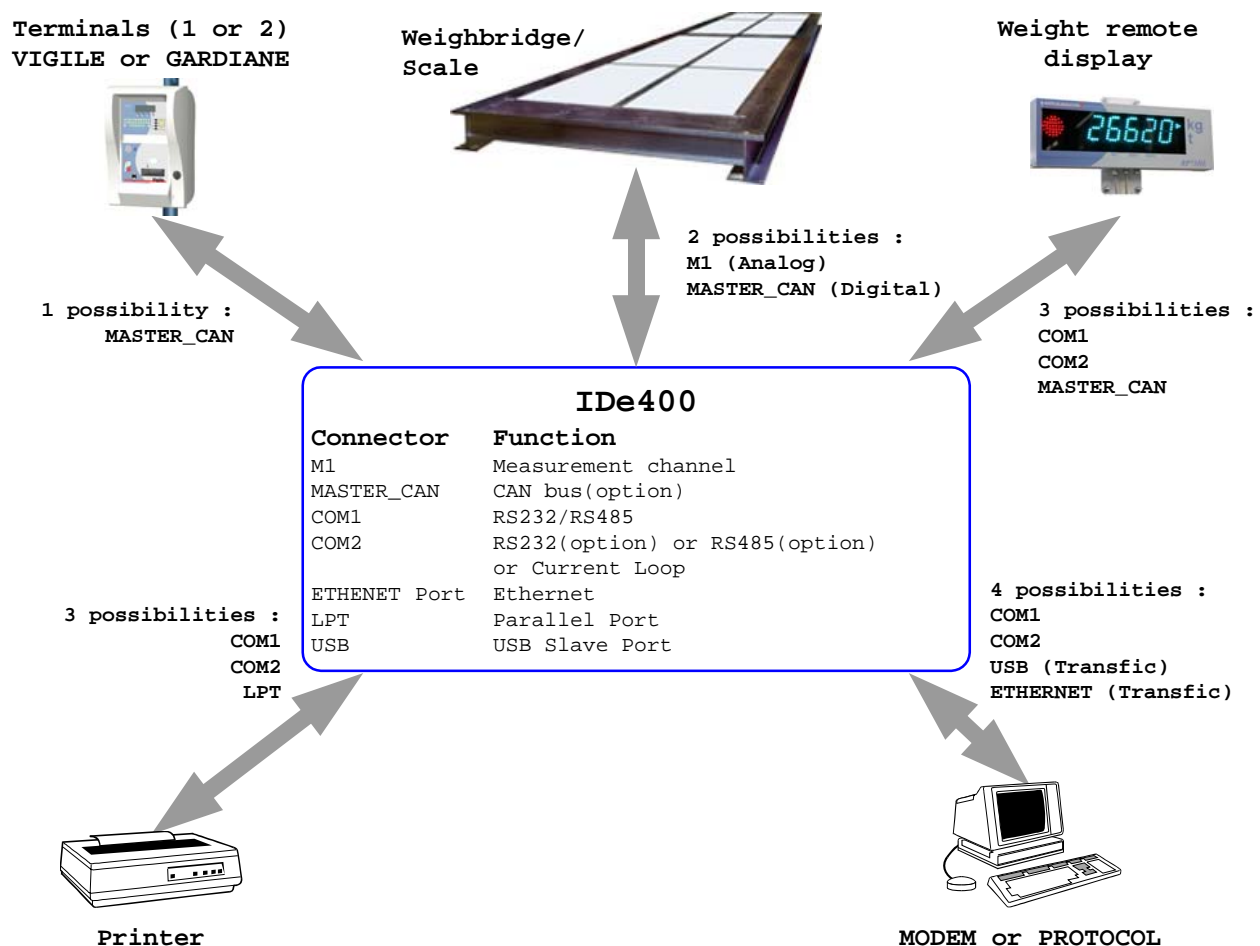 Terminals (1 or 2)
VIGILE or GARDIANE
Weighbridge/
Scale
Weight remote
display
26620
kg
t
2 possibilities :
M1 (Analog)
MASTER_CAN (Digital)
1 possibility :
MASTER_CAN
3 possibilities :
COM1
COM2
MASTER_CAN
IDe400
Connector Function
M1 Measurement channel
MASTER_CAN CAN bus(option)
COM1 RS232/RS485
COM2 RS232(option) or RS485(option)
or Current Loop
ETHENET Port Ethernet
LPT Parallel Port
USB USB Slave Port
3 possibilities :
COM1
COM2
LPT
4 possibilities :
COM1
COM2
USB (Transfic)
ETHERNET (Transfic)
Printer
MODEM or PROTOCOL